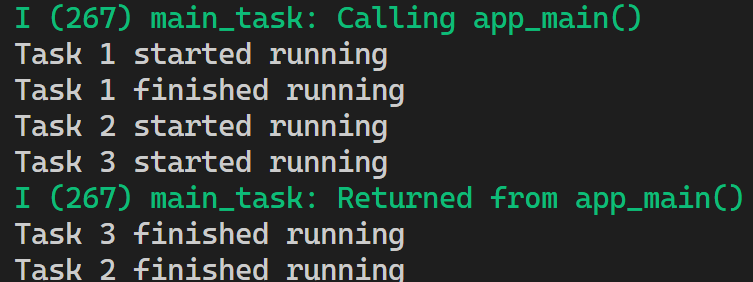 I (267) main_task: Calling app_main()
Task 1 started running
Task 1 finished running
Task 2 started running
Task 3 started running
I (267) main_task: Returned from app_main()
Task 3 finished running
Task 2 finished running